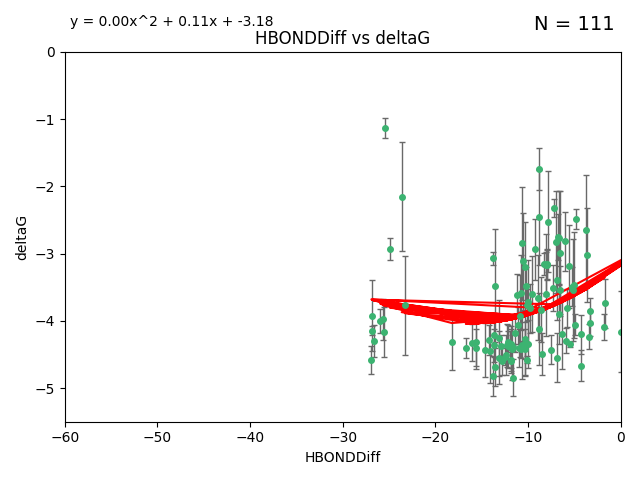 y = 0.00x^2 + 0.11x + -3.18
N = 111
HBONDDiff vs deltaG
deltaG
0
−1
−2
−3
−4
−5
−60
−50
−40
−30
−20
−10
0
HBONDDiff